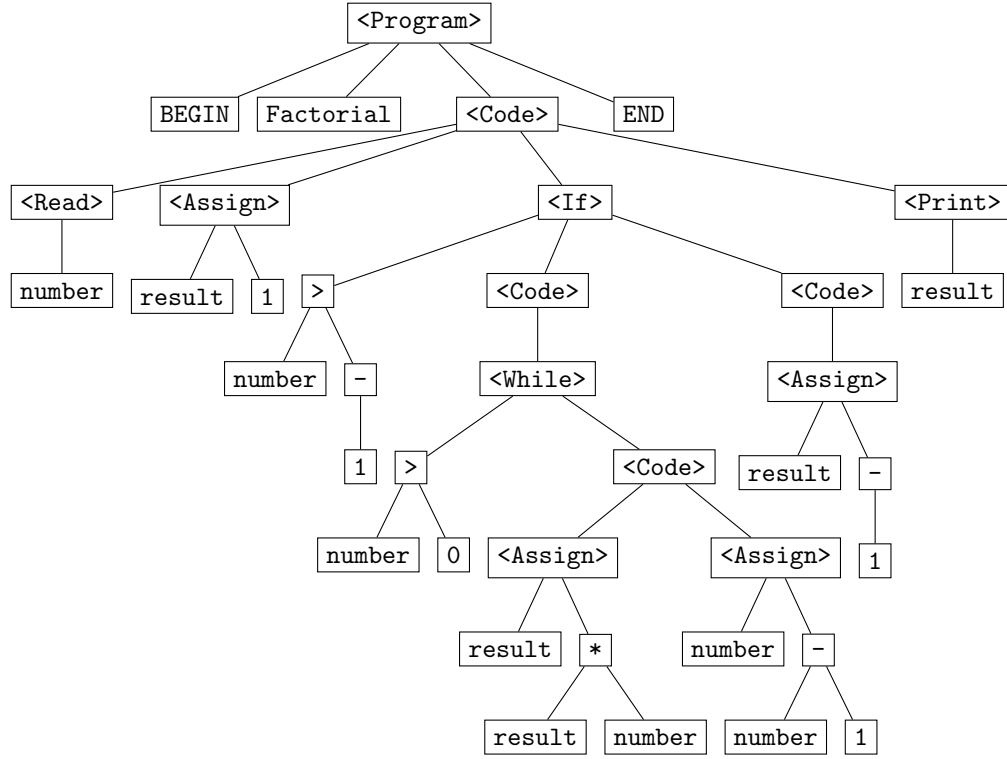 <Program>
BEGIN Factorial <Code> END
<Read> <Assign> <If> <Print>
number result 1 > <Code> <Code> result
number - <While> <Assign>
1 > <Code> result -
number 0 <Assign> <Assign> 1
result * number -
result number number 1